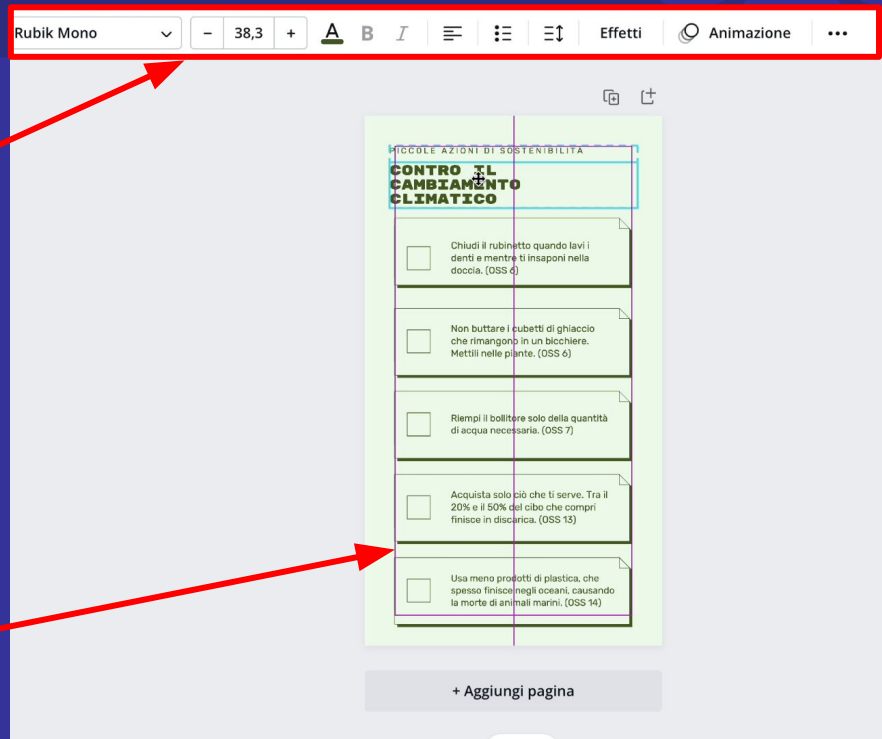 Rubik Mono
– 38,3 +
A B I Effetti Animazione
PICCOLE AZIONI DI SOSTENIBILITÀ
CONTRO IL
CAMBIAMENTO
CLIMATICO
Chiudi il rubinetto quando lavi i
denti e mentre ti insaponi nella
doccia. (OSS 6)
Non buttare i cubetti di ghiaccio
che rimangono in un bicchiere.
Mettili nelle piante. (OSS 6)
Riempi il bollitore solo della quantità
di acqua necessaria. (OSS 7)
Acquista solo ciò che ti serve. Tra il
20% e il 50% del cibo che compri
finisce in discarica. (OSS 13)
Usa meno prodotti di plastica, che
spesso finisce negli oceani, causando
la morte di animali marini. (OSS 14)
+ Aggiungi pagina